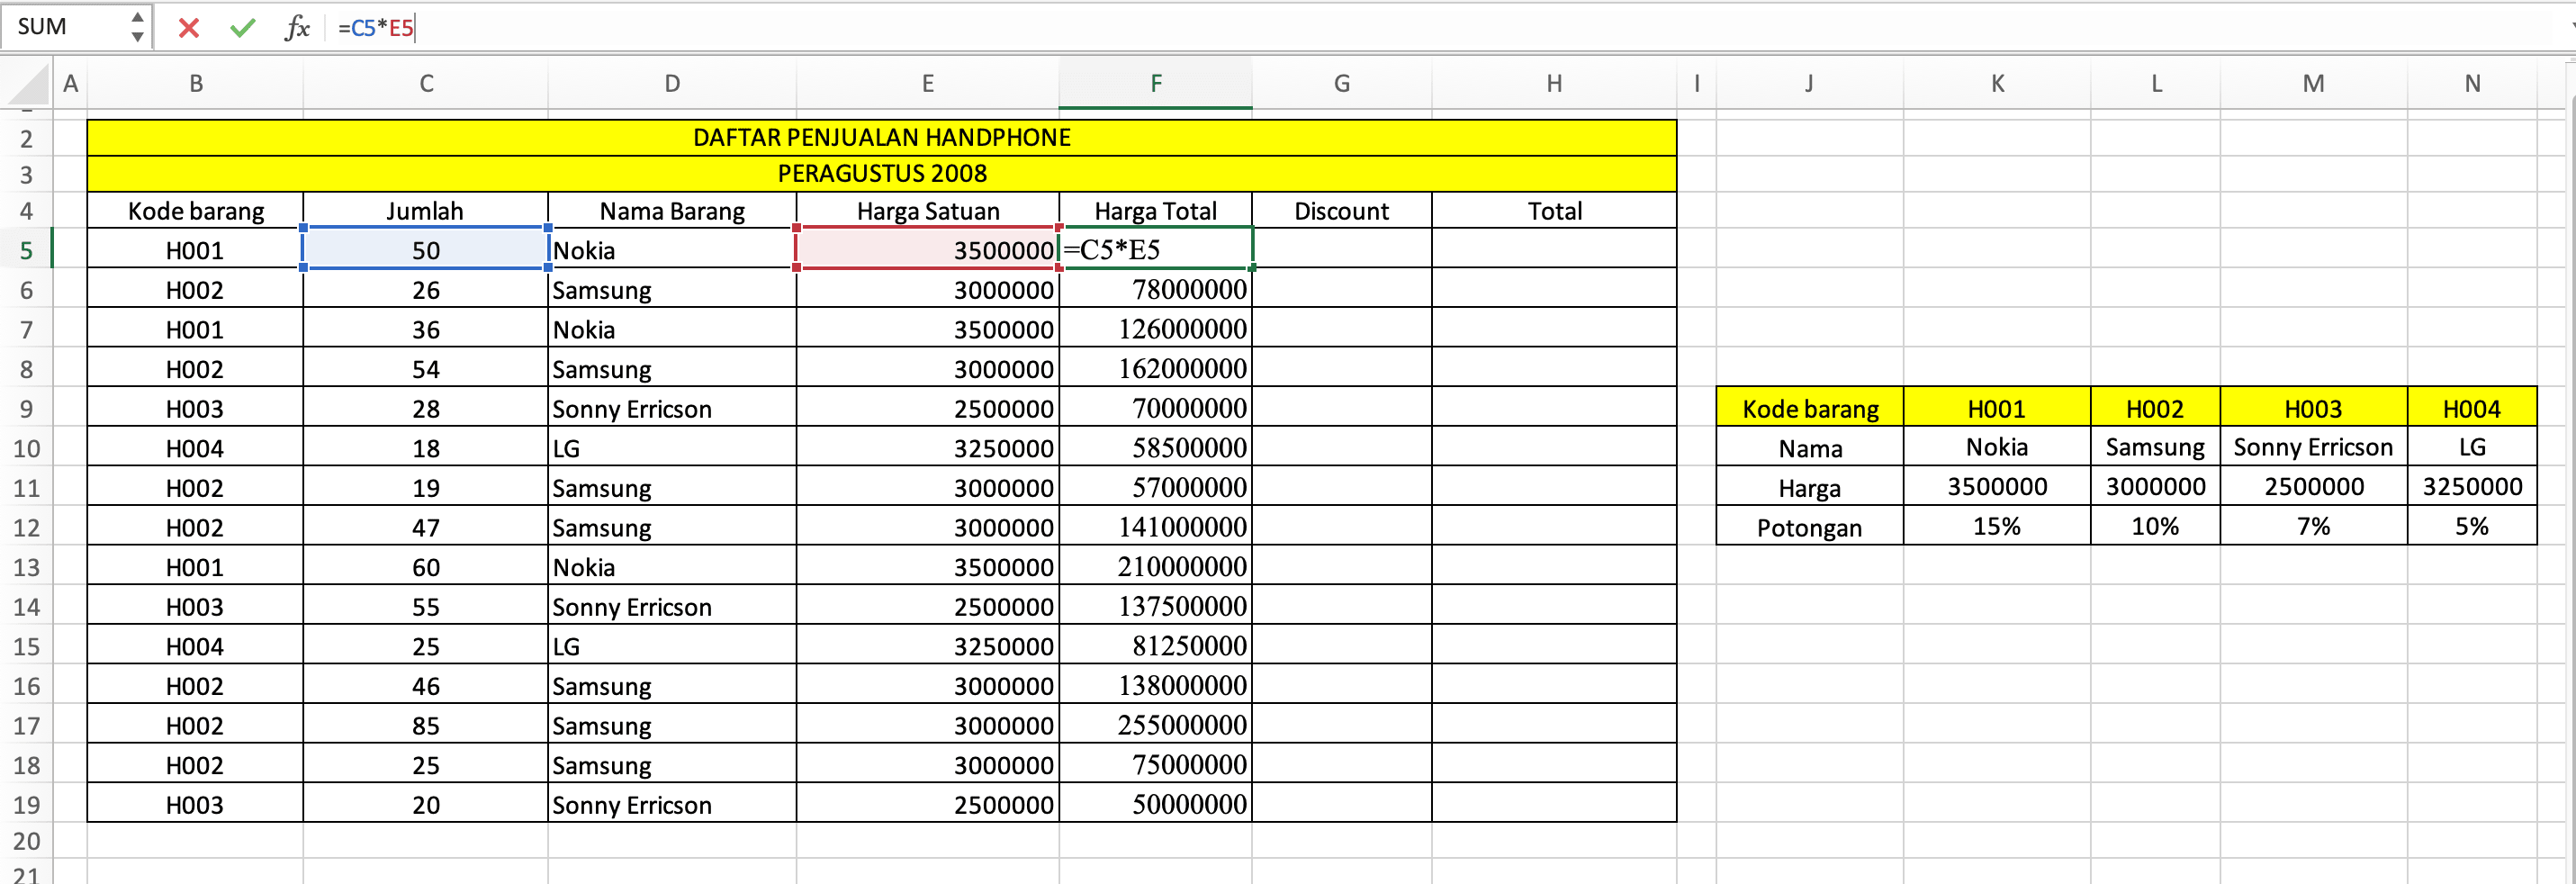 SUM fx =C5*E5
A B C D E F G H I J K L M N
2 DAFTAR PENJUALAN HANDPHONE
3 PERAGUSTUS 2008
4 Kode barang Jumlah Nama Barang Harga Satuan Harga Total Discount Total
5 H001 50 Nokia 3500000 =C5*E5
6 H002 26 Samsung 3000000 78000000
7 H001 36 Nokia 3500000 126000000
8 H002 54 Samsung 3000000 162000000
9 H003 28 Sonny Erricson 2500000 70000000 Kode barang H001 H002 H003 H004
10 H004 18 LG 3250000 58500000 Nama Nokia Samsung Sonny Erricson LG
11 H002 19 Samsung 3000000 57000000 Harga 3500000 3000000 2500000 3250000
12 H002 47 Samsung 3000000 141000000 Potongan 15% 10% 7% 5%
13 H001 60 Nokia 3500000 210000000
14 H003 55 Sonny Erricson 2500000 137500000
15 H004 25 LG 3250000 81250000
16 H002 46 Samsung 3000000 138000000
17 H002 85 Samsung 3000000 255000000
18 H002 25 Samsung 3000000 75000000
19 H003 20 Sonny Erricson 2500000 50000000
20
21